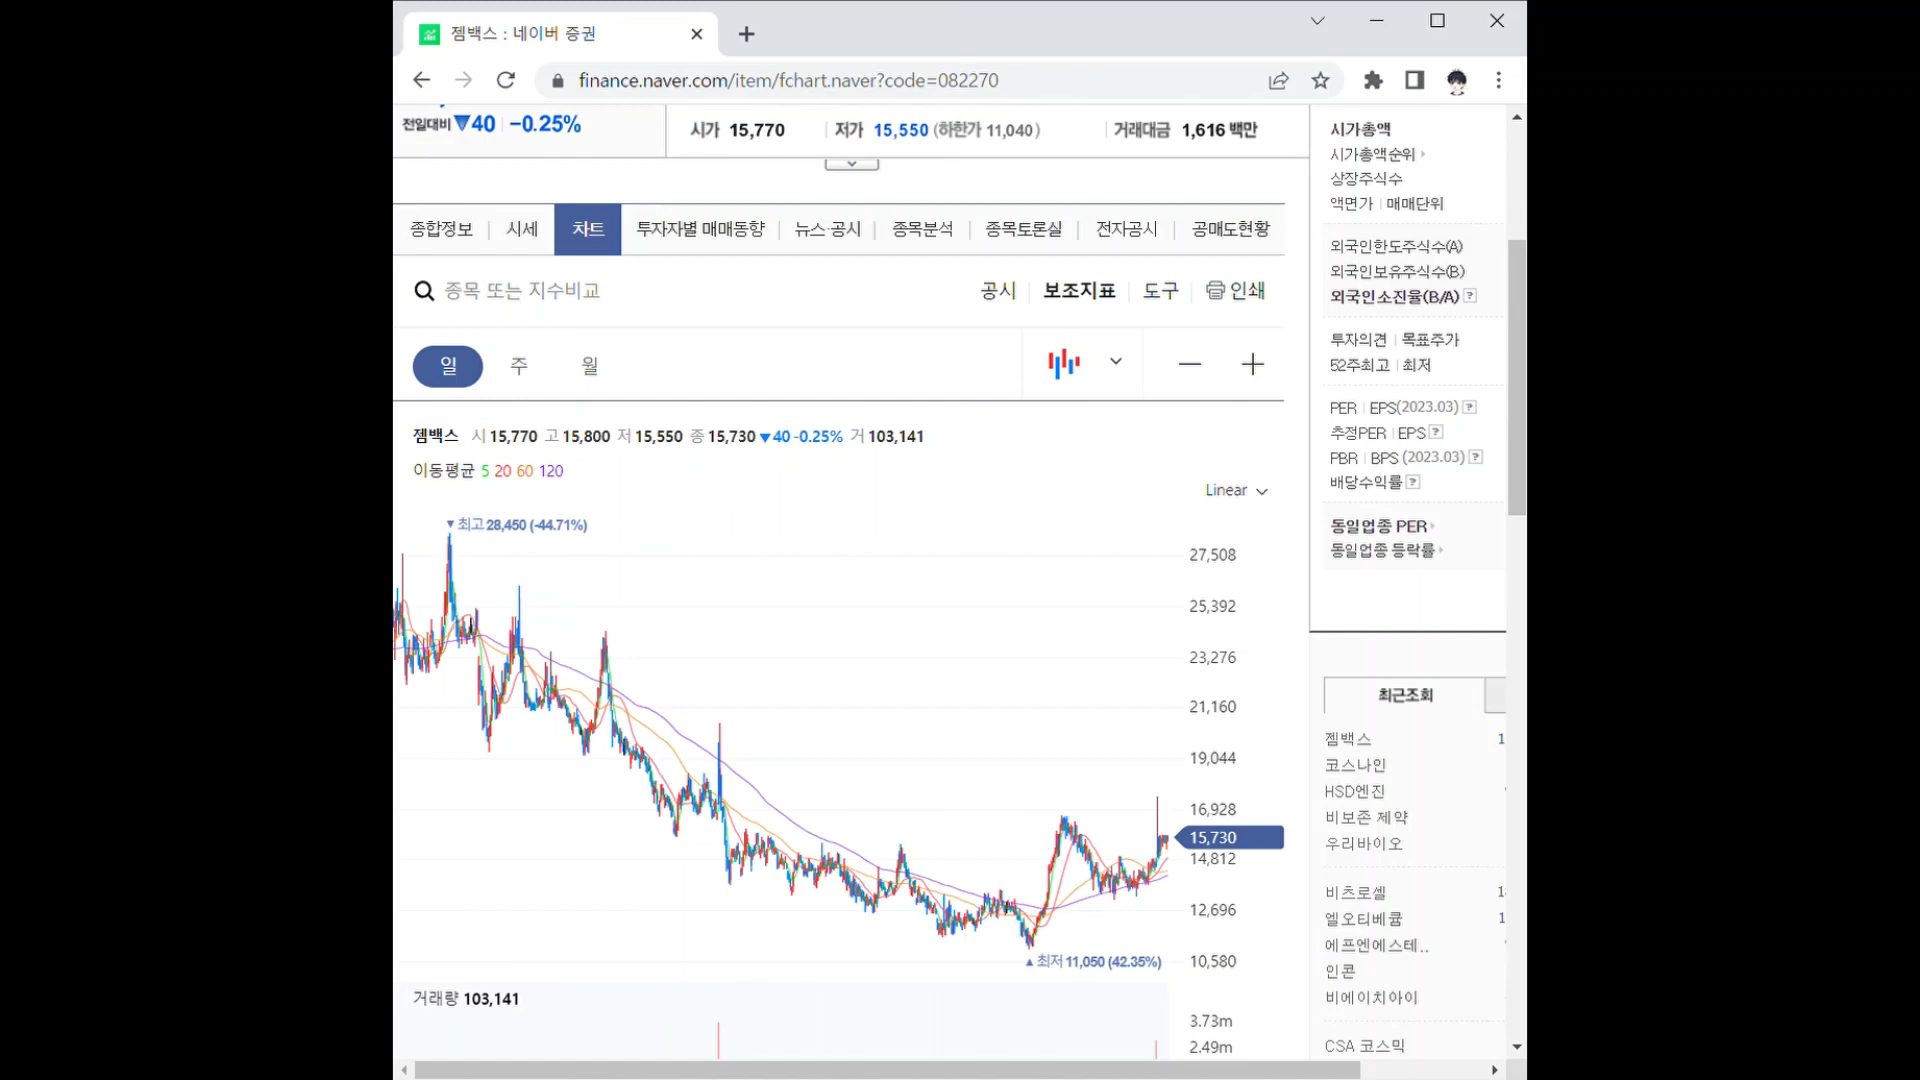 젬백스 : 네이버 증권
finance.naver.com/item/fchart.naver?code=082270
전일대비 ▼40 -0.25%
시가 15,770 저가 15,550 (하한가 11,040) 거래대금 1,616 백만
종합정보 시세 차트 투자자별 매매동향 뉴스·공시 종목분석 종목토론실 전자공시 공매도현황
종목 또는 지수비교 공시 보조지표 도구 인쇄
일 주 월
젬백스 시 15,770 고 15,800 저 15,550 종 15,730 ▼40 -0.25% 거 103,141
이동평균 5 20 60 120
Linear
▼최고 28,450 (-44.71%)
27,508
25,392
23,276
21,160
19,044
16,928
15,730
14,812
12,696
▲최저 11,050 (42.35%)
10,580
거래량 103,141
3.73m
2.49m
시가총액
시가총액순위
상장주식수
액면가 | 매매단위
외국인한도주식수(A)
외국인보유주식수(B)
외국인소진율(B/A) ?
투자의견 | 목표주가
52주최고 | 최저
PER | EPS(2023.03) ?
추정PER | EPS ?
PBR | BPS (2023.03) ?
배당수익률 ?
동일업종 PER
동일업종 등락률
최근조회
젬백스 1
코스나인
HSD엔진
비보존 제약
우리바이오
비츠로셀 1
엘오티베큠 1
에프엔에스테..
인콘
비에이치아이
CSA 코스믹